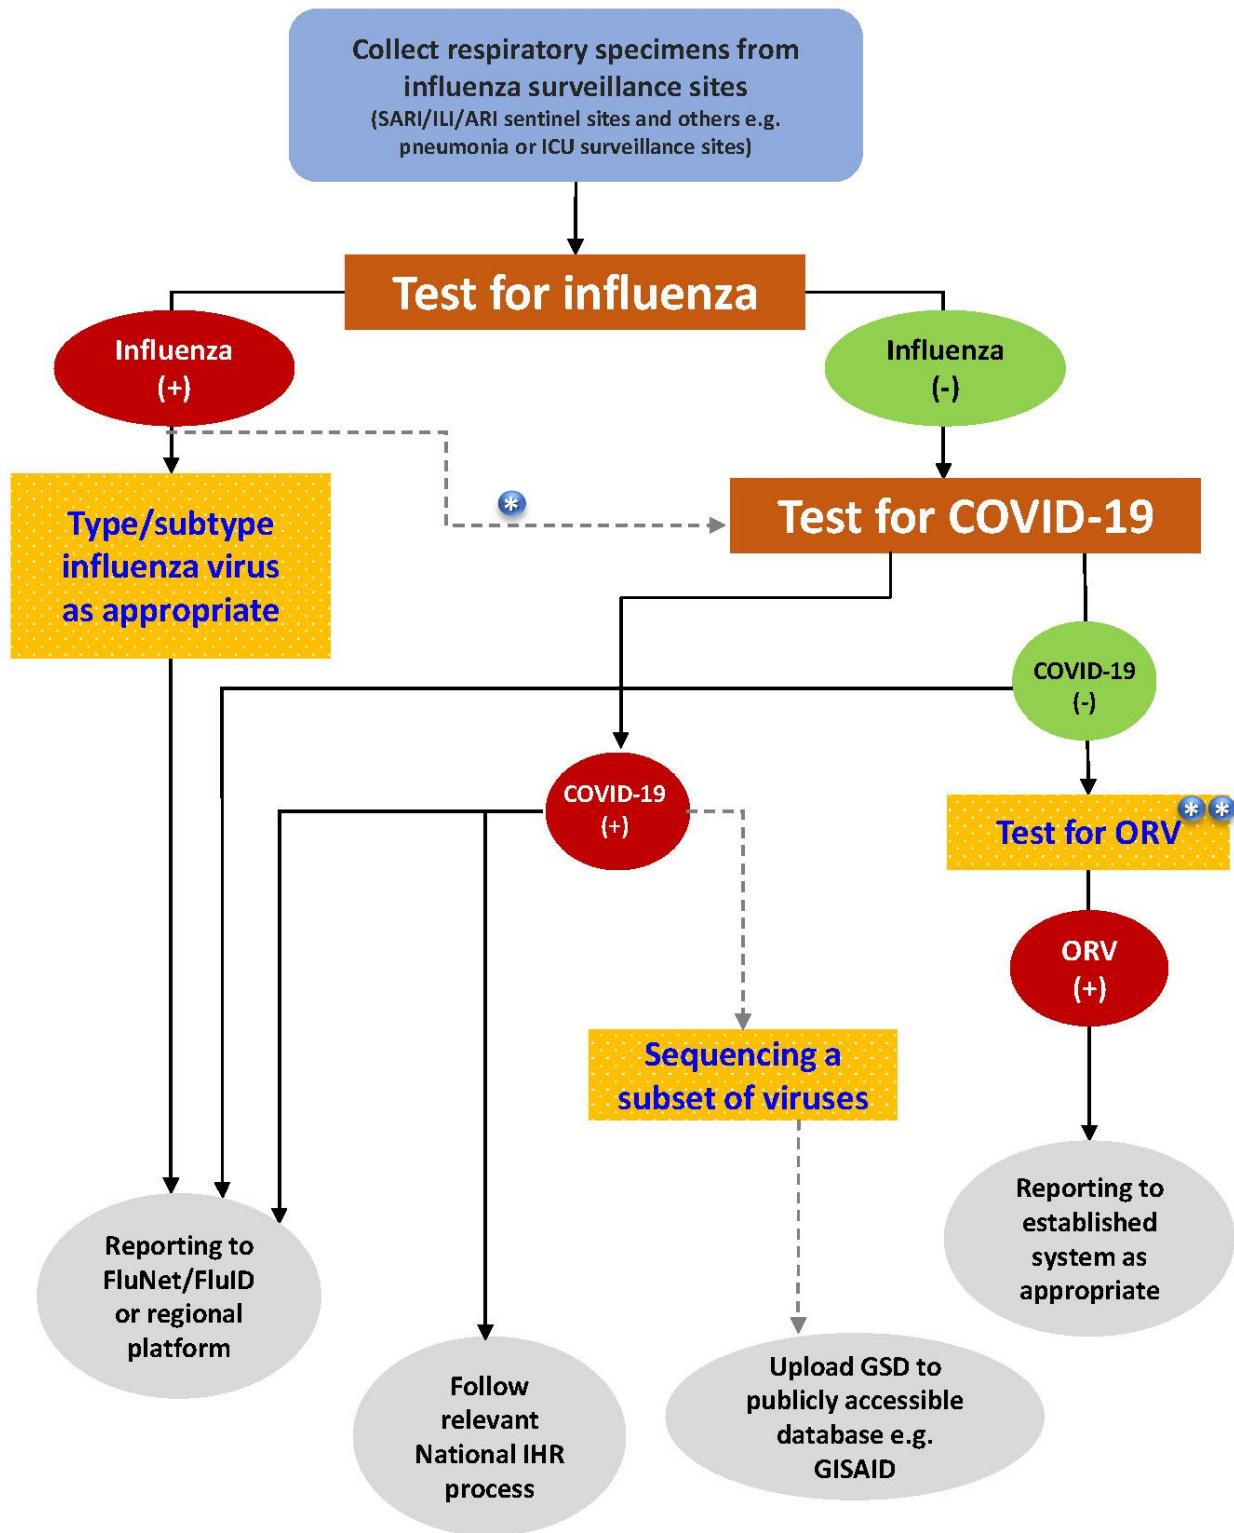 Collect respiratory specimens from
influenza surveillance sites
(SARI/ILI/ARI sentinel sites and others e.g.
pneumonia or ICU surveillance sites)
Test for influenza
Influenza
(+)
Influenza
(-)
*
Test for COVID-19
Type/subtype
influenza virus
as appropriate
COVID-19
(-)
COVID-19
(+)
Test for ORV**
ORV
(+)
Sequencing a
subset of viruses
Reporting to
established
system as
appropriate
Reporting to
FluNet/FluID
or regional
platform
Follow
relevant
National IHR
process
Upload GSD to
publicly accessible
database e.g.
GISAID